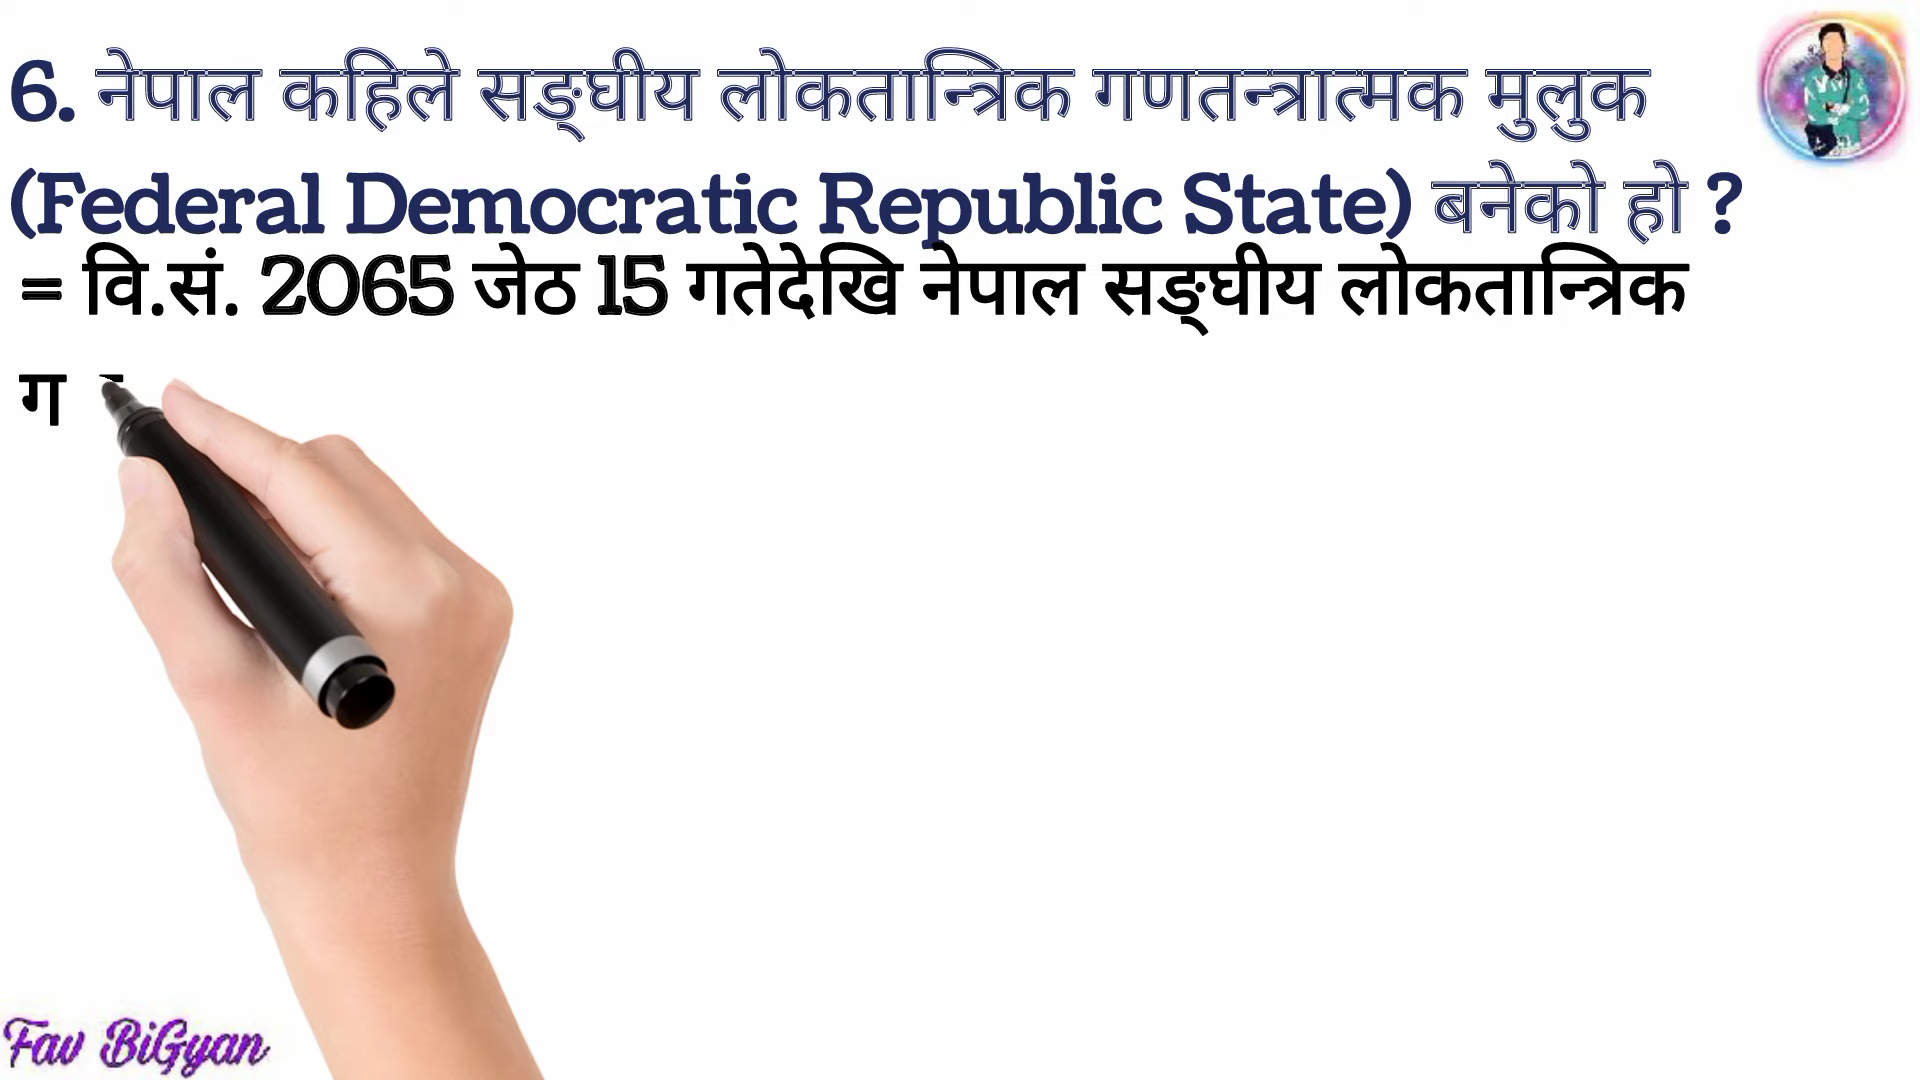 6. नेपाल कहिले सङ्घीय लोकतान्त्रिक गणतन्त्रात्मक मुलुक
(Federal Democratic Republic State) बनेको हो ?
= वि.सं. 2065 जेठ 15 गतेदेखि नेपाल सङ्घीय लोकतान्त्रिक
ग
Fav BiGyan